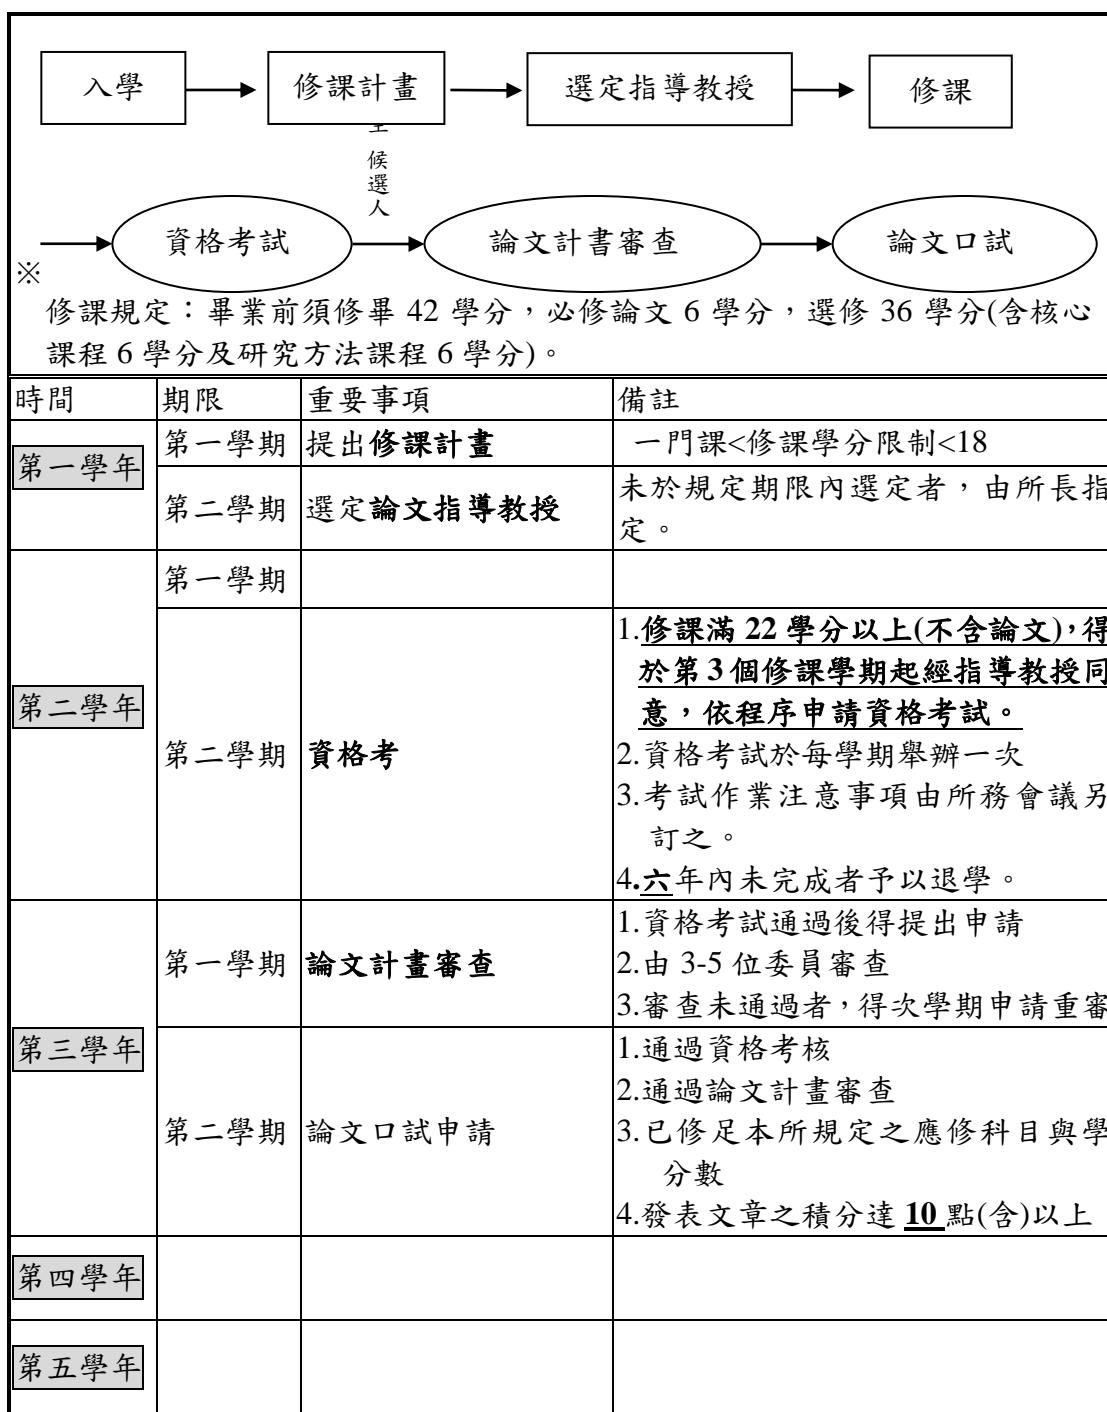 入學 修課計畫 選定指導教授 修課
候
選
人
資格考試 論文計書審查 論文口試
※
修課規定：畢業前須修畢 42 學分，必修論文 6 學分，選修 36 學分(含核心
課程 6 學分及研究方法課程 6 學分)。
時間 期限 重要事項 備註
第一學年
第一學期 提出修課計畫 一門課<修課學分限制<18
第二學期 選定論文指導教授
未於規定期限內選定者，由所長指
定。
第二學年
第一學期
第二學期 資格考
1.修課滿 22 學分以上(不含論文)，得
於第 3 個修課學期起經指導教授同
意，依程序申請資格考試。
2.資格考試於每學期舉辦一次
3.考試作業注意事項由所務會議另
訂之。
4.六年內未完成者予以退學。
第三學年
第一學期 論文計畫審查
1.資格考試通過後得提出申請
2.由 3-5 位委員審查
3.審查未通過者，得次學期申請重審
第二學期 論文口試申請
1.通過資格考核
2.通過論文計畫審查
3.已修足本所規定之應修科目與學
分數
4.發表文章之積分達 10 點(含)以上
第四學年
第五學年